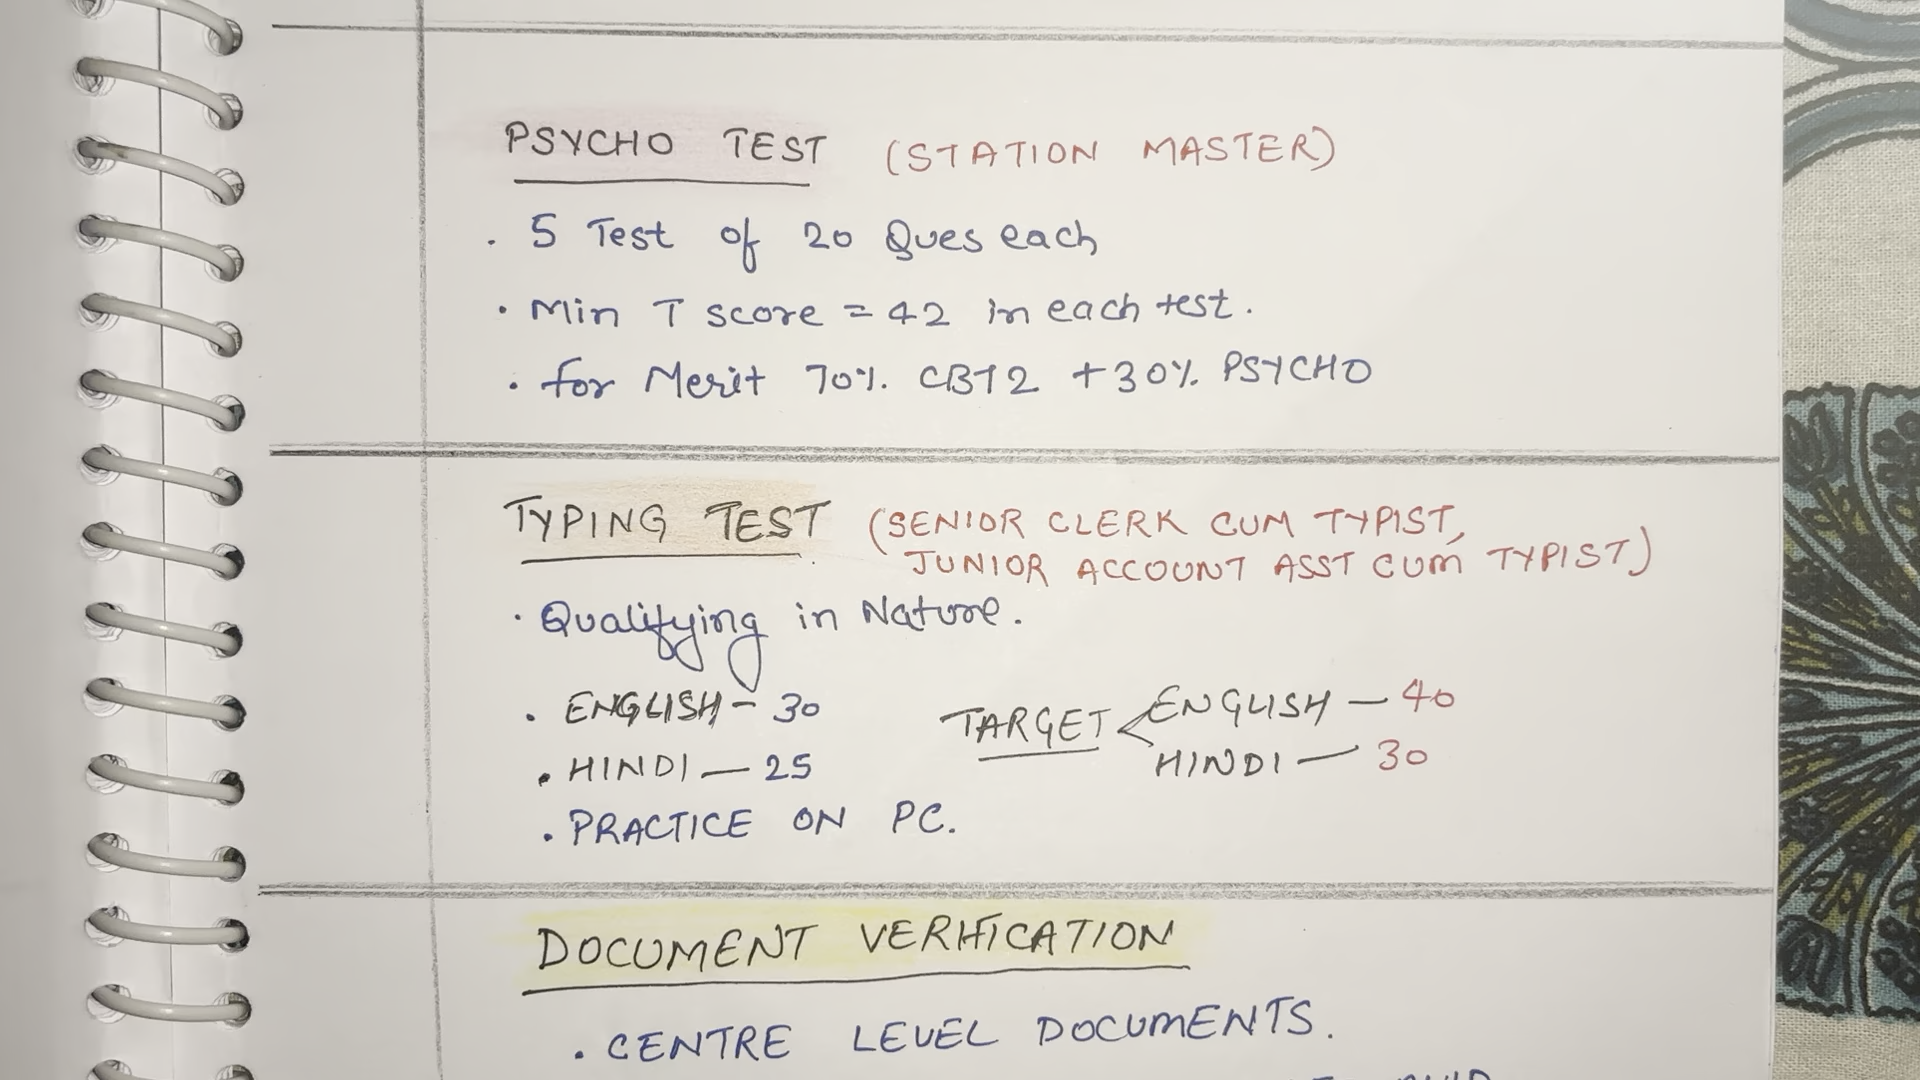 PSYCHO TEST (STATION MASTER)
· 5 Test of 20 Ques each
· Min T score = 42 in each test.
· for Merit 70% CBT2 + 30% PSYCHO
TYPING TEST (SENIOR CLERK CUM TYPIST,
JUNIOR ACCOUNT ASST CUM TYPIST)
· Qualifying in Nature.
· ENGLISH - 30
· HINDI - 25
TARGET < ENGLISH - 40
HINDI - 30
· PRACTICE ON PC.
DOCUMENT VERIFICATION
· CENTRE LEVEL DOCUMENTS.